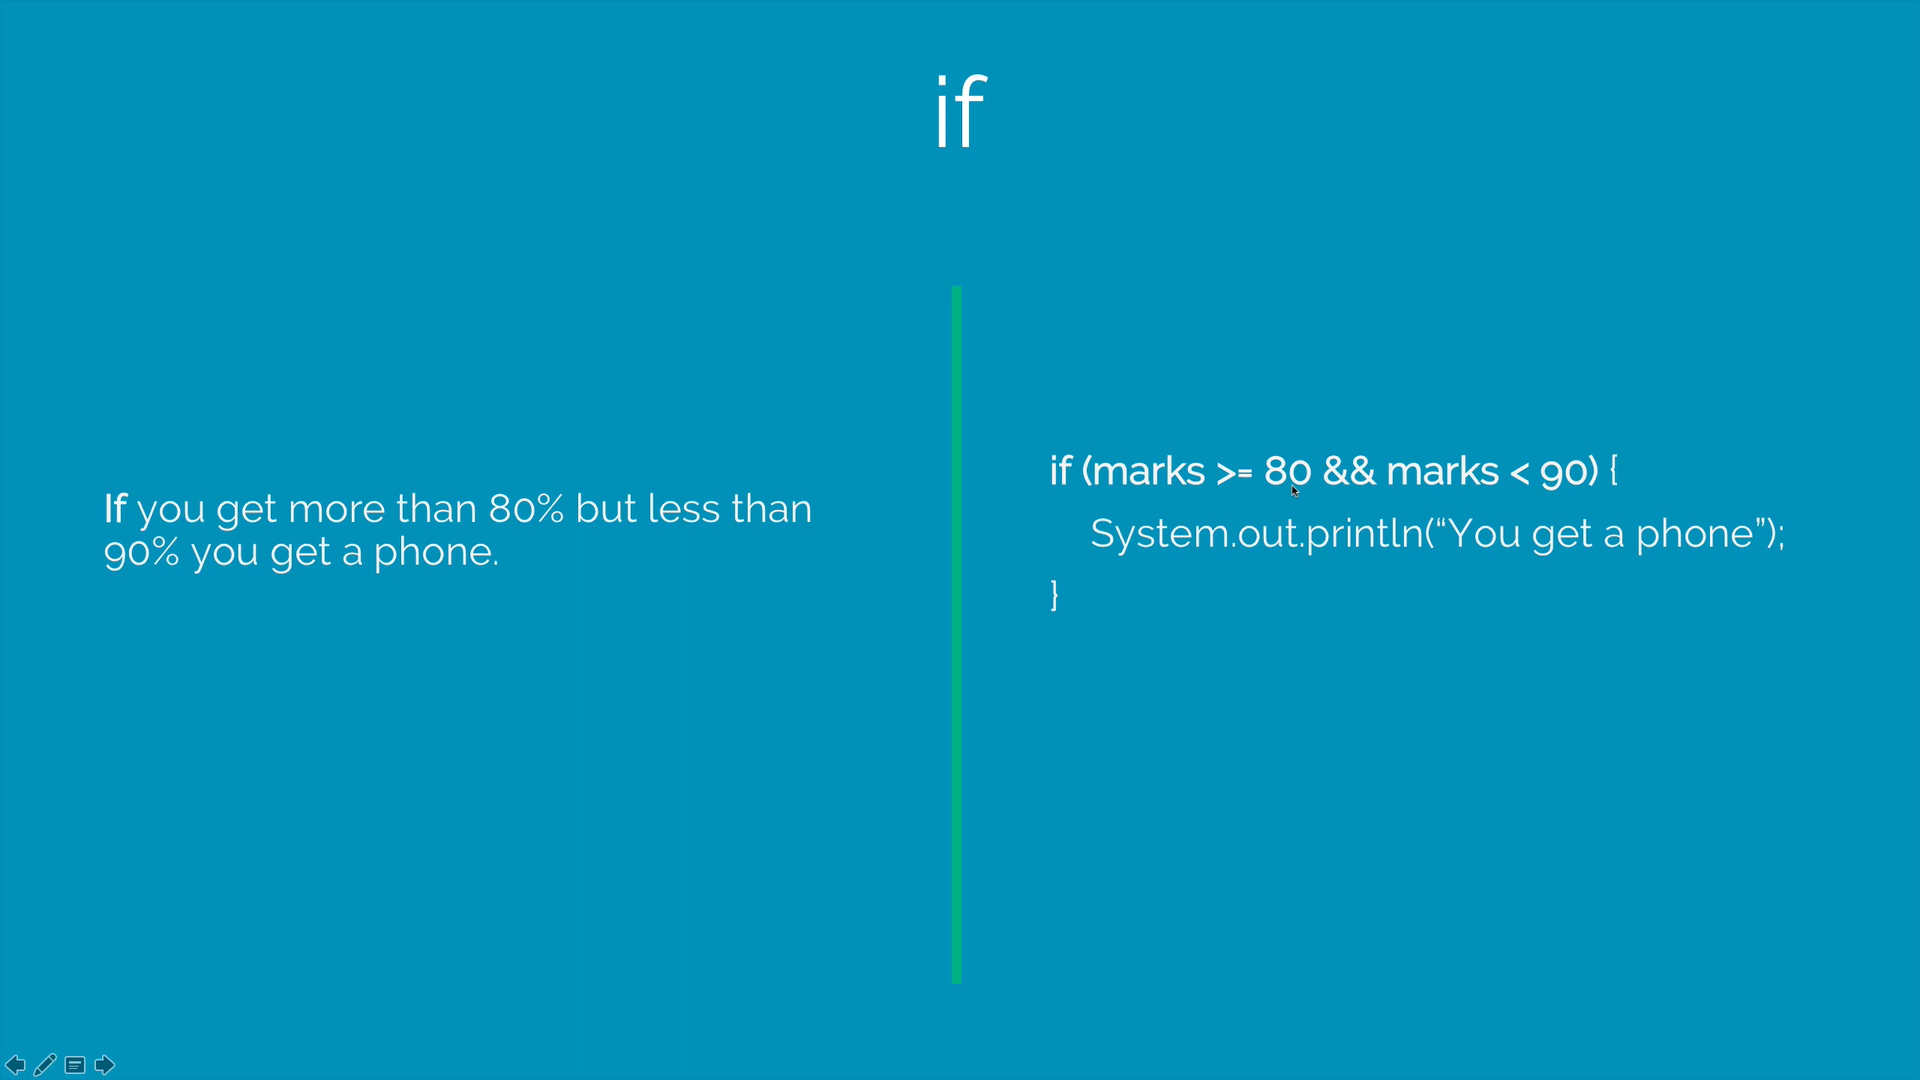 if
If you get more than 80% but less than
90% you get a phone.
if (marks >= 80 && marks < 90) {
System.out.println(“You get a phone”);
}